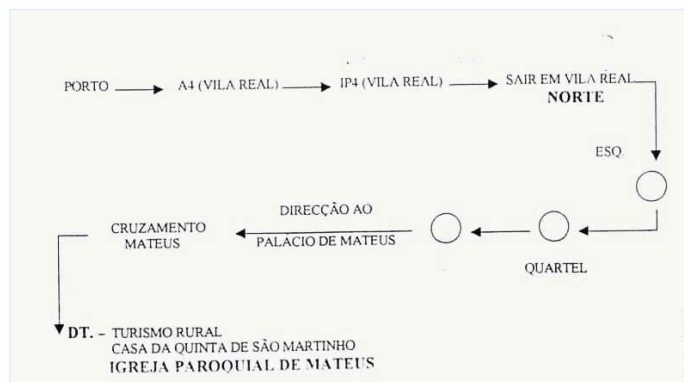 PORTO A4 (VILA REAL) IP4 (VILA REAL) SAIR EM VILA REAL
NORTE
ESQ.
DIRECÇÃO AO
PALÁCIO DE MATEUS
CRUZAMENTO
MATEUS
QUARTEL
DT. – TURISMO RURAL
CASA DA QUINTA DE SÃO MARTINHO
IGREJA PAROQUIAL DE MATEUS